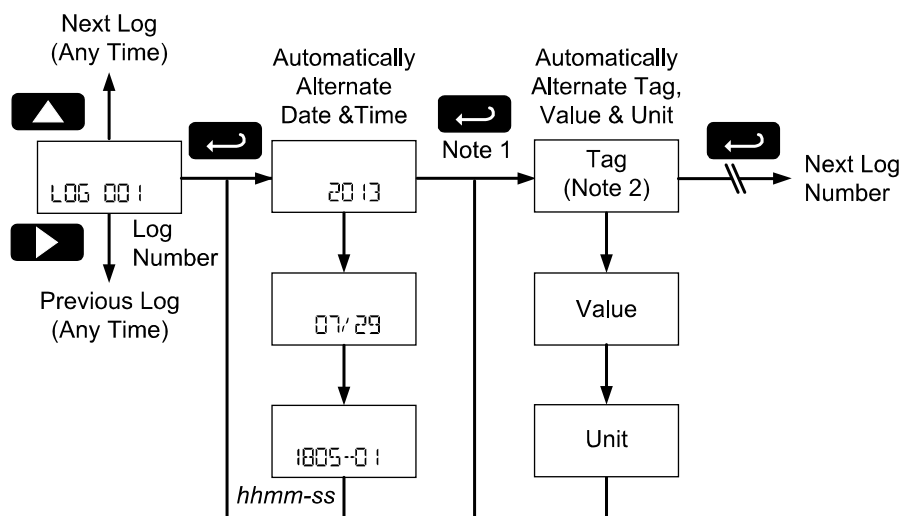 Next Log
(Any Time)
Automatically
Alternate
Date &Time
Automatically
Alternate Tag,
Value & Unit
Note 1
LOG 001
2013
Tag
(Note 2)
Next Log
Number
Log
Number
Previous Log
(Any Time)
07/29
Value
1805--01
Unit
hhmm-ss